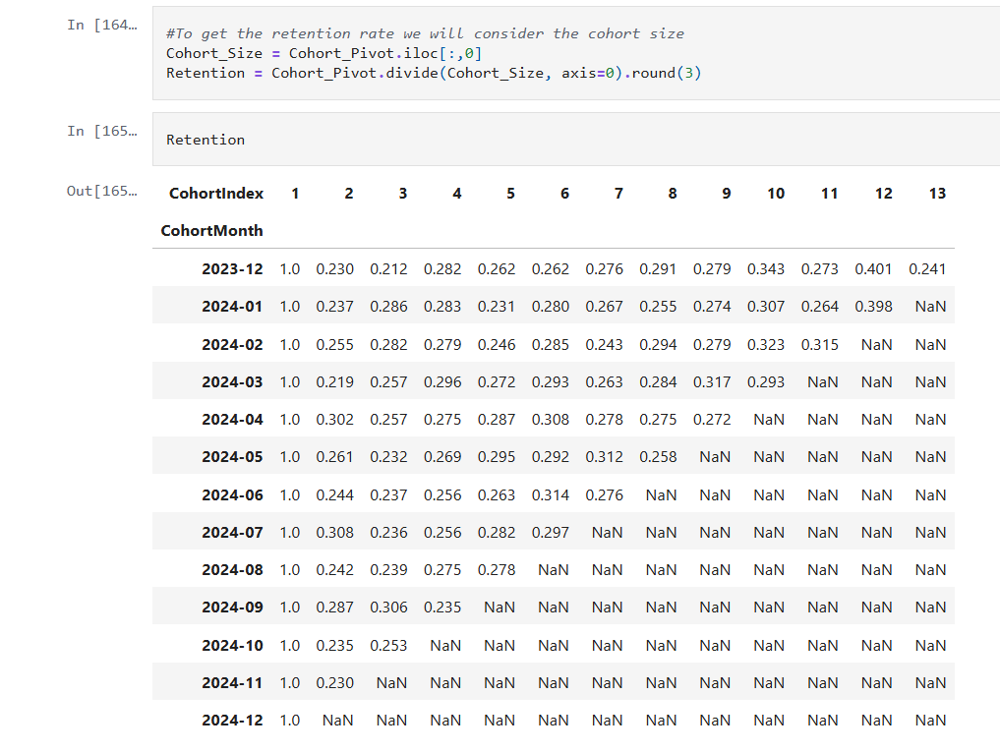 In [164…
#To get the retention rate we will consider the cohort size
Cohort_Size = Cohort_Pivot.iloc[:,0]
Retention = Cohort_Pivot.divide(Cohort_Size, axis=0).round(3)
In [165…
Retention
Out[165…
CohortIndex 1 2 3 4 5 6 7 8 9 10 11 12 13
CohortMonth
2023-12 1.0 0.230 0.212 0.282 0.262 0.262 0.276 0.291 0.279 0.343 0.273 0.401 0.241
2024-01 1.0 0.237 0.286 0.283 0.231 0.280 0.267 0.255 0.274 0.307 0.264 0.398 NaN
2024-02 1.0 0.255 0.282 0.279 0.246 0.285 0.243 0.294 0.279 0.323 0.315 NaN NaN
2024-03 1.0 0.219 0.257 0.296 0.272 0.293 0.263 0.284 0.317 0.293 NaN NaN NaN
2024-04 1.0 0.302 0.257 0.275 0.287 0.308 0.278 0.275 0.272 NaN NaN NaN NaN
2024-05 1.0 0.261 0.232 0.269 0.295 0.292 0.312 0.258 NaN NaN NaN NaN NaN
2024-06 1.0 0.244 0.237 0.256 0.263 0.314 0.276 NaN NaN NaN NaN NaN NaN
2024-07 1.0 0.308 0.236 0.256 0.282 0.297 NaN NaN NaN NaN NaN NaN NaN
2024-08 1.0 0.242 0.239 0.275 0.278 NaN NaN NaN NaN NaN NaN NaN NaN
2024-09 1.0 0.287 0.306 0.235 NaN NaN NaN NaN NaN NaN NaN NaN NaN
2024-10 1.0 0.235 0.253 NaN NaN NaN NaN NaN NaN NaN NaN NaN NaN
2024-11 1.0 0.230 NaN NaN NaN NaN NaN NaN NaN NaN NaN NaN NaN
2024-12 1.0 NaN NaN NaN NaN NaN NaN NaN NaN NaN NaN NaN NaN